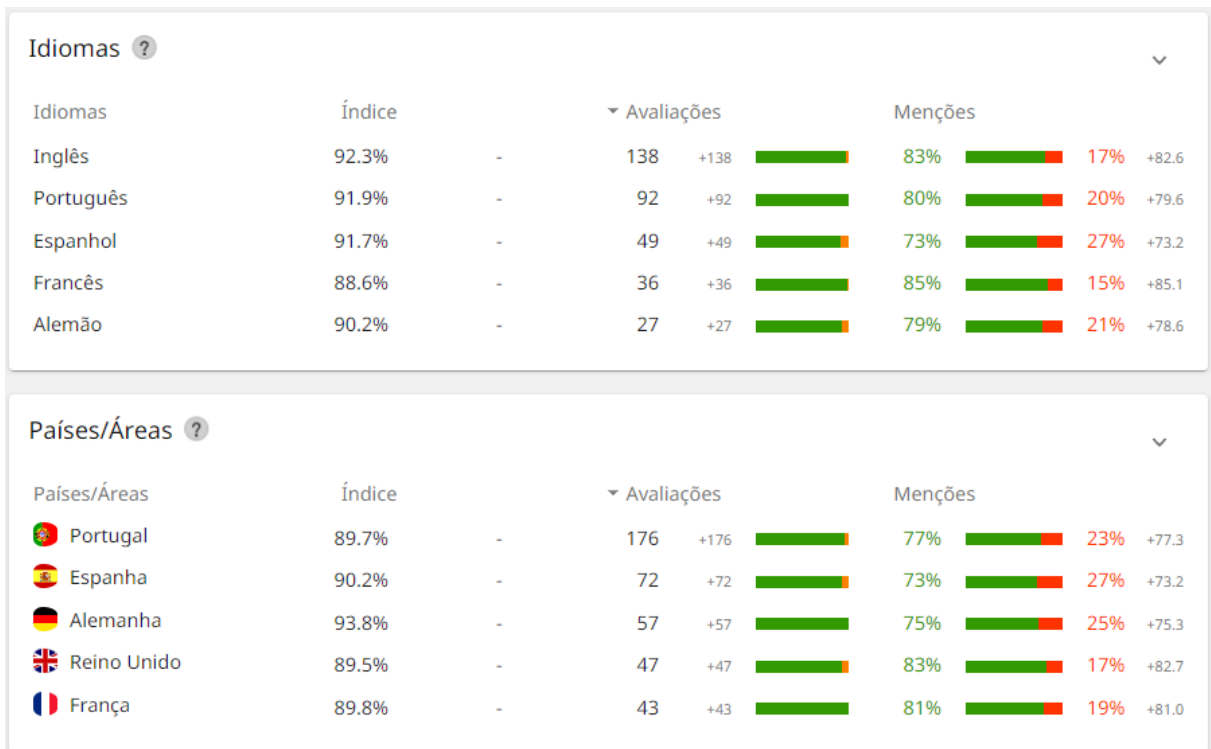 Idiomas ?
Idiomas Índice Avaliações Menções
Inglês 92.3% - 138 +138 83% 17% +82.6
Português 91.9% - 92 +92 80% 20% +79.6
Espanhol 91.7% - 49 +49 73% 27% +73.2
Francês 88.6% - 36 +36 85% 15% +85.1
Alemão 90.2% - 27 +27 79% 21% +78.6
Países/Áreas ?
Países/Áreas Índice Avaliações Menções
Portugal 89.7% - 176 +176 77% 23% +77.3
Espanha 90.2% - 72 +72 73% 27% +73.2
Alemanha 93.8% - 57 +57 75% 25% +75.3
Reino Unido 89.5% - 47 +47 83% 17% +82.7
França 89.8% - 43 +43 81% 19% +81.0